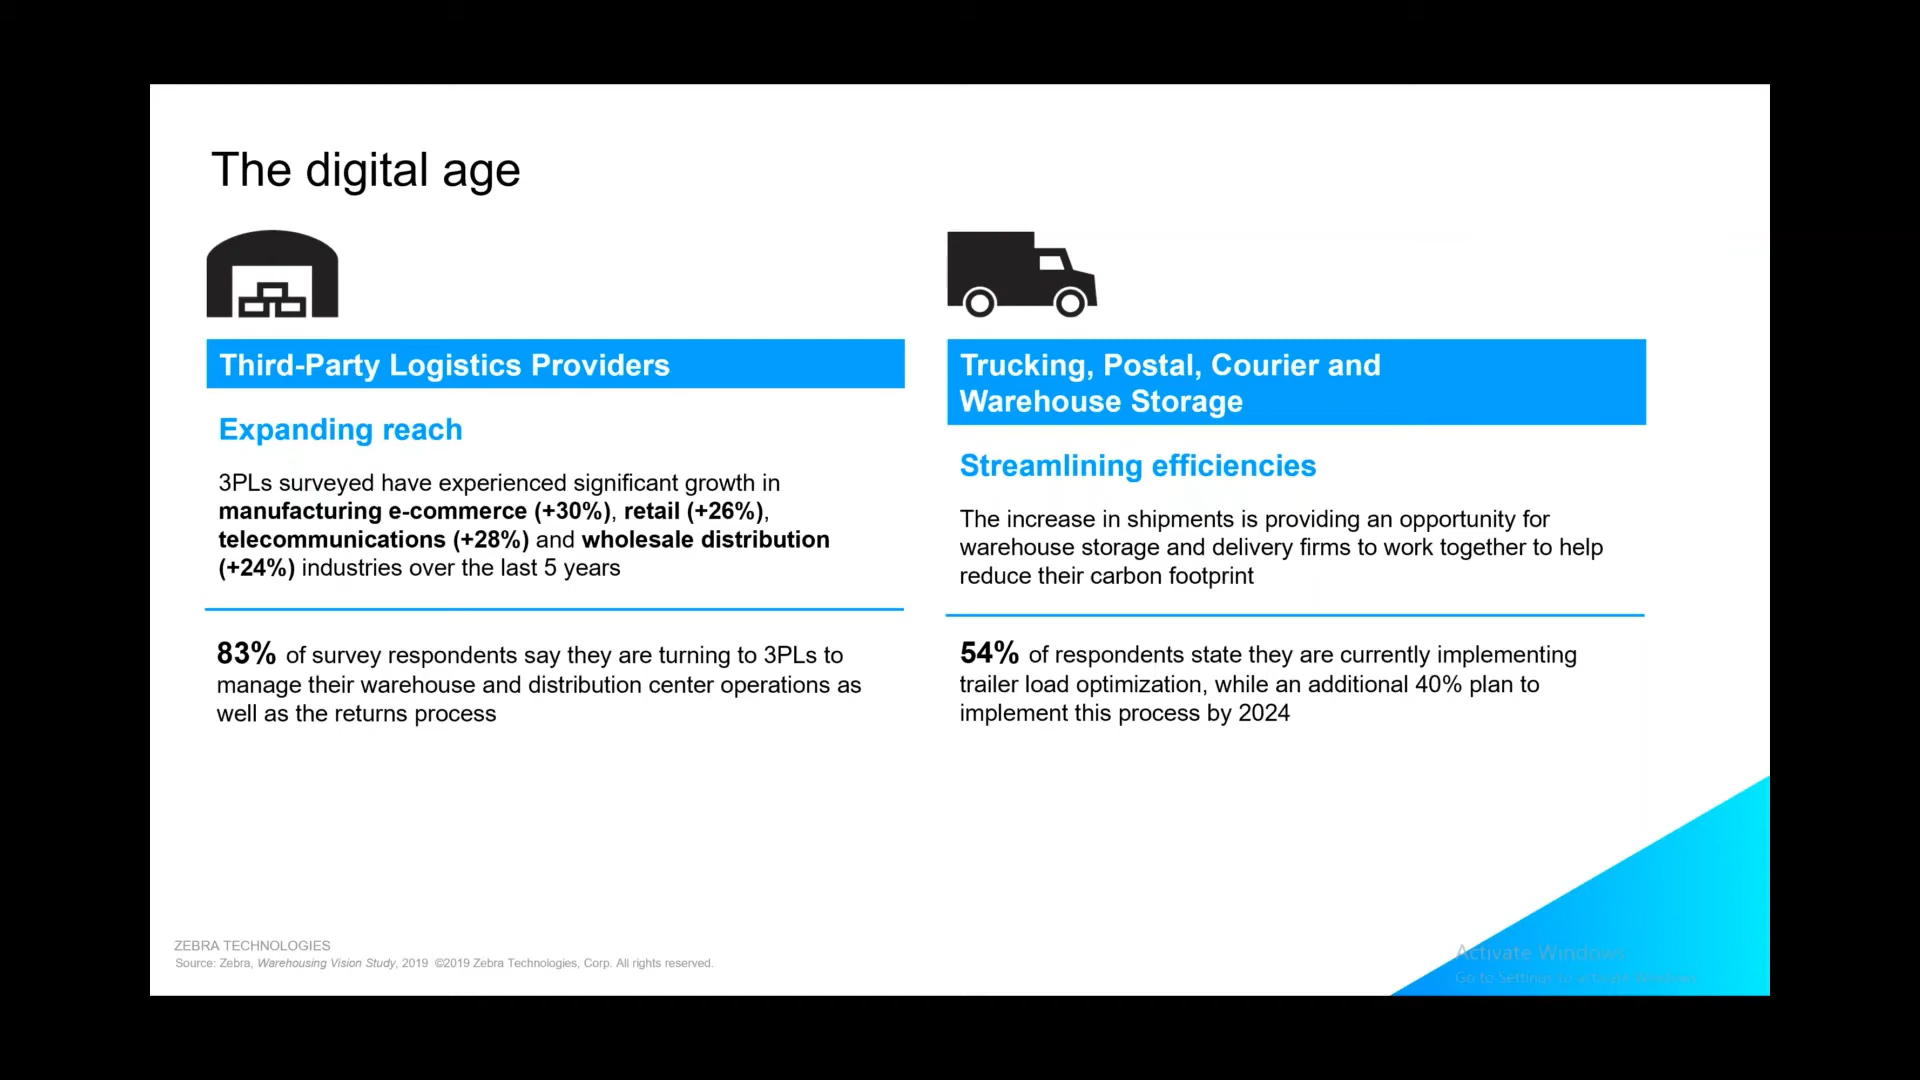 The digital age
Third-Party Logistics Providers
Expanding reach
3PLs surveyed have experienced significant growth in
manufacturing e-commerce (+30%), retail (+26%),
telecommunications (+28%) and wholesale distribution
(+24%) industries over the last 5 years
83% of survey respondents say they are turning to 3PLs to
manage their warehouse and distribution center operations as
well as the returns process
Trucking, Postal, Courier and
Warehouse Storage
Streamlining efficiencies
The increase in shipments is providing an opportunity for
warehouse storage and delivery firms to work together to help
reduce their carbon footprint
54% of respondents state they are currently implementing
trailer load optimization, while an additional 40% plan to
implement this process by 2024
ZEBRA TECHNOLOGIES
Source: Zebra, Warehousing Vision Study, 2019 ©2019 Zebra Technologies, Corp. All rights reserved.
Activate Windows
Go to Settings to activate Windows.